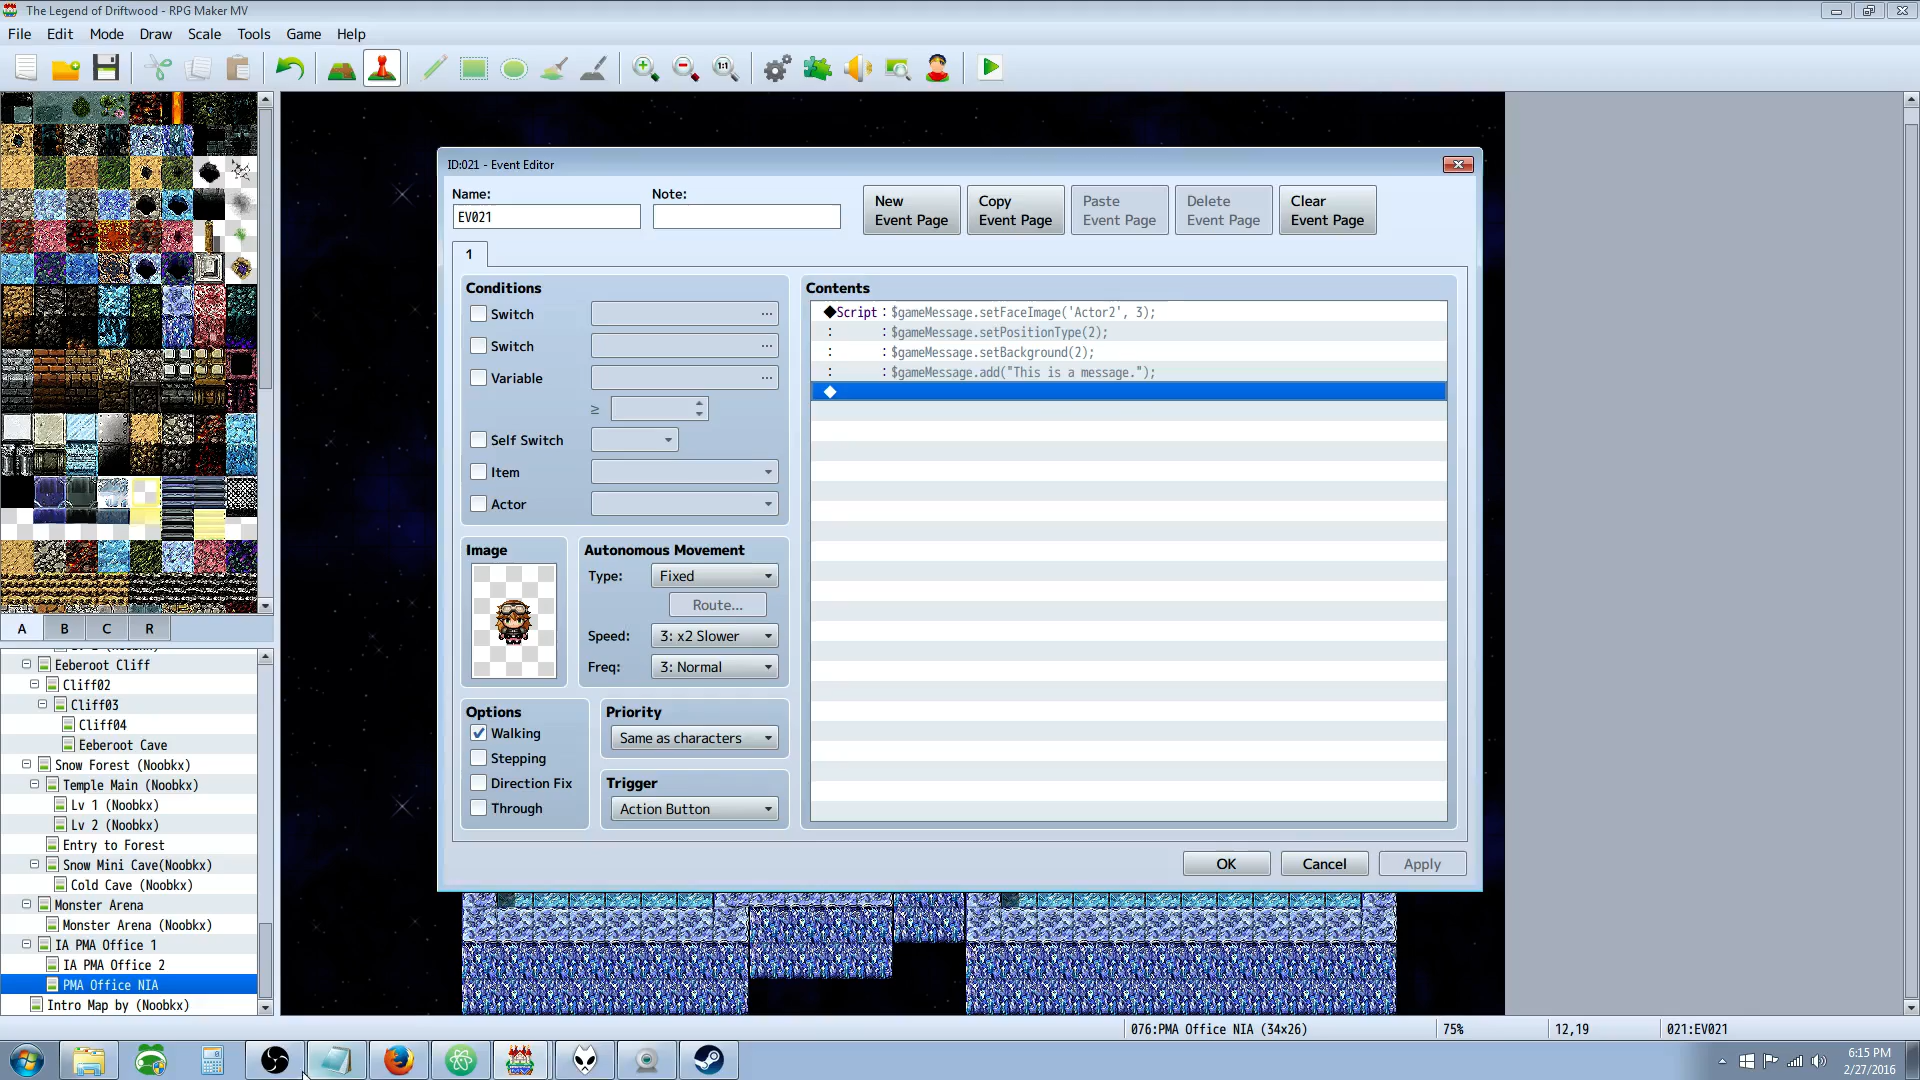 The Legend of Driftwood - RPG Maker MV
File Edit Mode Draw Scale Tools Game Help
1:1
ID:021 - Event Editor
Name: Note:
EV021
New Event Page
Copy Event Page
Paste Event Page
Delete Event Page
Clear Event Page
1
Conditions
Switch ...
Switch ...
Variable ...
≥
Self Switch
Item
Actor
Image
Autonomous Movement
Type: Fixed
Route...
Speed: 3: x2 Slower
Freq: 3: Normal
Options
Walking
Stepping
Direction Fix
Through
Priority
Same as characters
Trigger
Action Button
Contents
◆Script : $gameMessage.setFaceImage('Actor2', 3);
: : $gameMessage.setPositionType(2);
: : $gameMessage.setBackground(2);
: : $gameMessage.add("This is a message.");
◆
OK Cancel Apply
A B C R
Eeberoot Cliff
Cliff02
Cliff03
Cliff04
Eeberoot Cave
Snow Forest (Noobkx)
Temple Main (Noobkx)
Lv 1 (Noobkx)
Lv 2 (Noobkx)
Entry to Forest
Snow Mini Cave(Noobkx)
Cold Cave (Noobkx)
Monster Arena
Monster Arena (Noobkx)
IA PMA Office 1
IA PMA Office 2
PMA Office NIA
Intro Map by (Noobkx)
076:PMA Office NIA (34x26) 75% 12,19 021:EV021
6:15 PM
2/27/2016